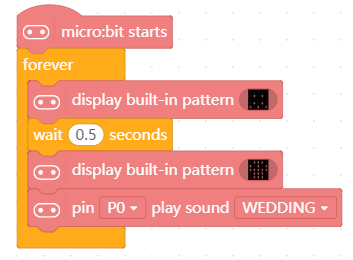 micro:bit starts
forever
display built-in pattern
wait 0.5 seconds
display built-in pattern
pin P0 play sound WEDDING